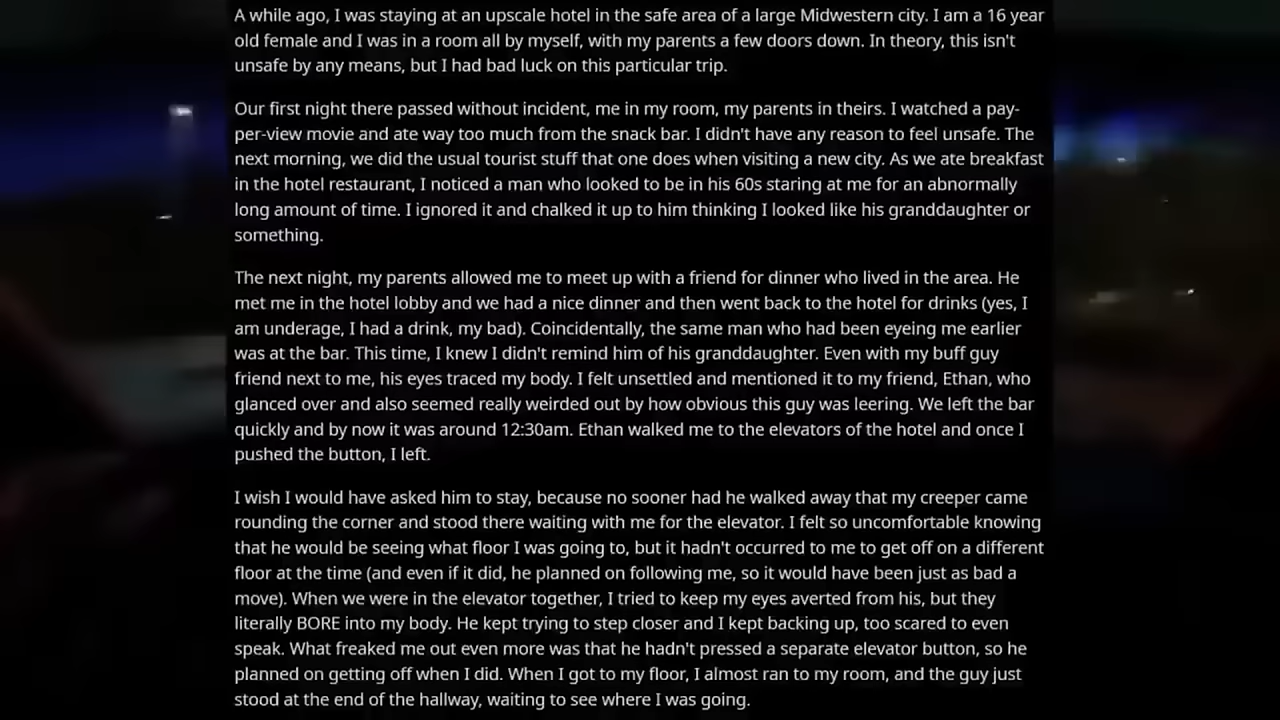 A while ago, I was staying at an upscale hotel in the safe area of a large Midwestern city. I am a 16 year
old female and I was in a room all by myself, with my parents a few doors down. In theory, this isn't
unsafe by any means, but I had bad luck on this particular trip.
Our first night there passed without incident, me in my room, my parents in theirs. I watched a pay-
per-view movie and ate way too much from the snack bar. I didn't have any reason to feel unsafe. The
next morning, we did the usual tourist stuff that one does when visiting a new city. As we ate breakfast
in the hotel restaurant, I noticed a man who looked to be in his 60s staring at me for an abnormally
long amount of time. I ignored it and chalked it up to him thinking I looked like his granddaughter or
something.
The next night, my parents allowed me to meet up with a friend for dinner who lived in the area. He
met me in the hotel lobby and we had a nice dinner and then went back to the hotel for drinks (yes, I
am underage, I had a drink, my bad). Coincidentally, the same man who had been eyeing me earlier
was at the bar. This time, I knew I didn't remind him of his granddaughter. Even with my buff guy
friend next to me, his eyes traced my body. I felt unsettled and mentioned it to my friend, Ethan, who
glanced over and also seemed really weirded out by how obvious this guy was leering. We left the bar
quickly and by now it was around 12:30am. Ethan walked me to the elevators of the hotel and once I
pushed the button, I left.
I wish I would have asked him to stay, because no sooner had he walked away that my creeper came
rounding the corner and stood there waiting with me for the elevator. I felt so uncomfortable knowing
that he would be seeing what floor I was going to, but it hadn't occurred to me to get off on a different
floor at the time (and even if it did, he planned on following me, so it would have been just as bad a
move). When we were in the elevator together, I tried to keep my eyes averted from his, but they
literally BORE into my body. He kept trying to step closer and I kept backing up, too scared to even
speak. What freaked me out even more was that he hadn't pressed a separate elevator button, so he
planned on getting off when I did. When I got to my floor, I almost ran to my room, and the guy just
stood at the end of the hallway, waiting to see where I was going.